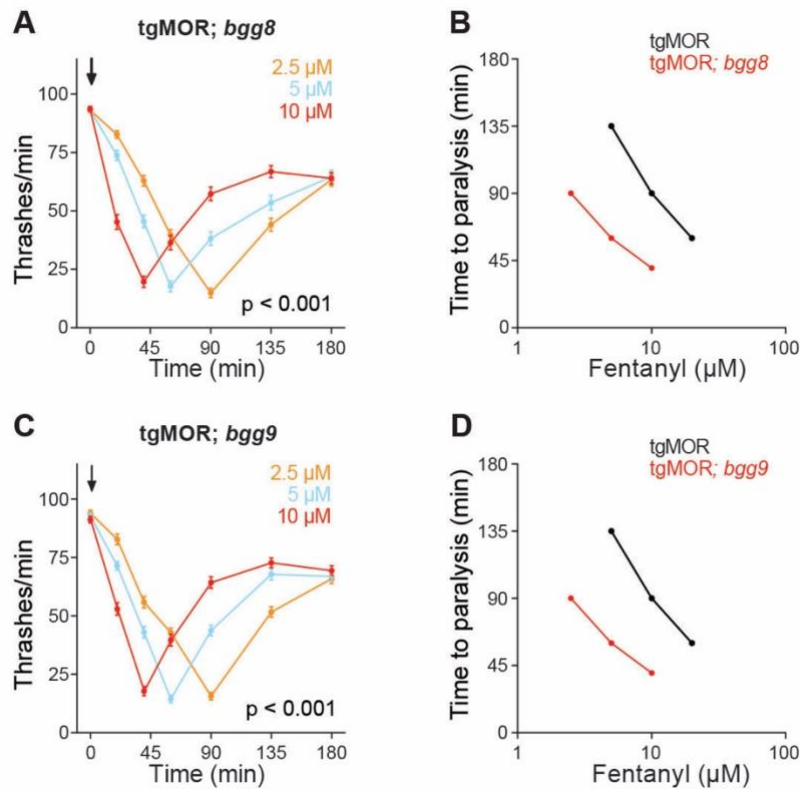 A
tgMOR; bgg8
2.5 µM
5 µM
10 µM
100
75
50
25
0
Thrashes/min
p < 0.001
0 45 90 135 180
Time (min)
B
tgMOR
tgMOR; bgg8
180
135
90
45
0
Time to paralysis (min)
1 10 100
Fentanyl (µM)
C
tgMOR; bgg9
2.5 µM
5 µM
10 µM
100
75
50
25
0
Thrashes/min
p < 0.001
0 45 90 135 180
Time (min)
D
tgMOR
tgMOR; bgg9
180
135
90
45
0
Time to paralysis (min)
1 10 100
Fentanyl (µM)